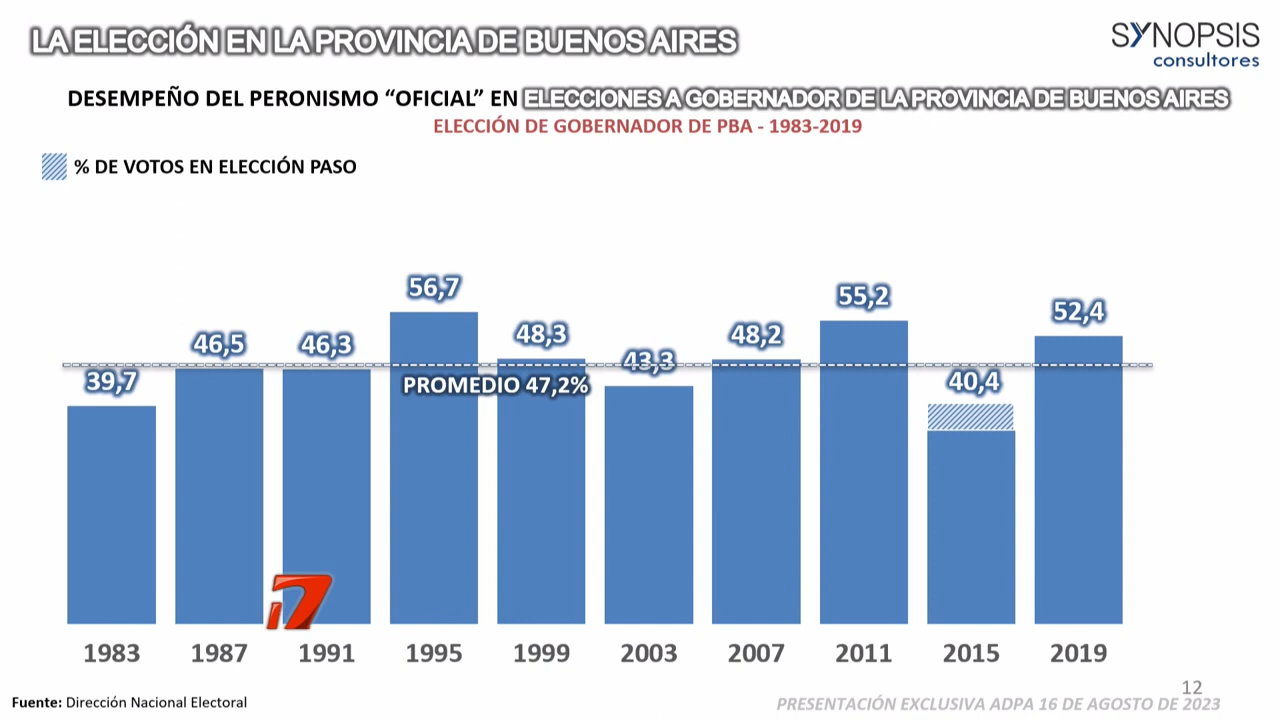 LA ELECCIÓN EN LA PROVINCIA DE BUENOS AIRES
SYNOPSIS
consultores
DESEMPEÑO DEL PERONISMO “OFICIAL” EN ELECCIONES A GOBERNADOR DE LA PROVINCIA DE BUENOS AIRES
ELECCIÓN DE GOBERNADOR DE PBA - 1983-2019
% DE VOTOS EN ELECCIÓN PASO
39,7 46,5 46,3 56,7 48,3 43,3 48,2 55,2 40,4 52,4
PROMEDIO 47,2%
1983 1987 1991 1995 1999 2003 2007 2011 2015 2019
12
Fuente: Dirección Nacional Electoral
PRESENTACIÓN EXCLUSIVA ADPA 16 DE AGOSTO DE 2023